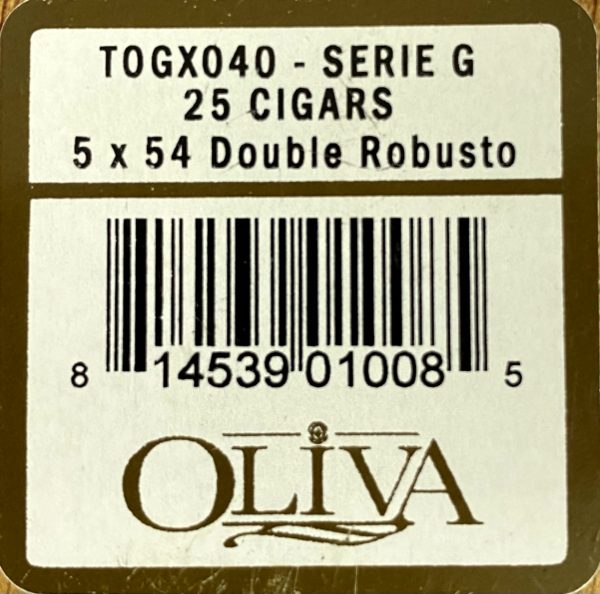 TOGX040 - SERIE G
25 CIGARS
5 x 54 Double Robusto
8 14539 01008 5
OLiVA